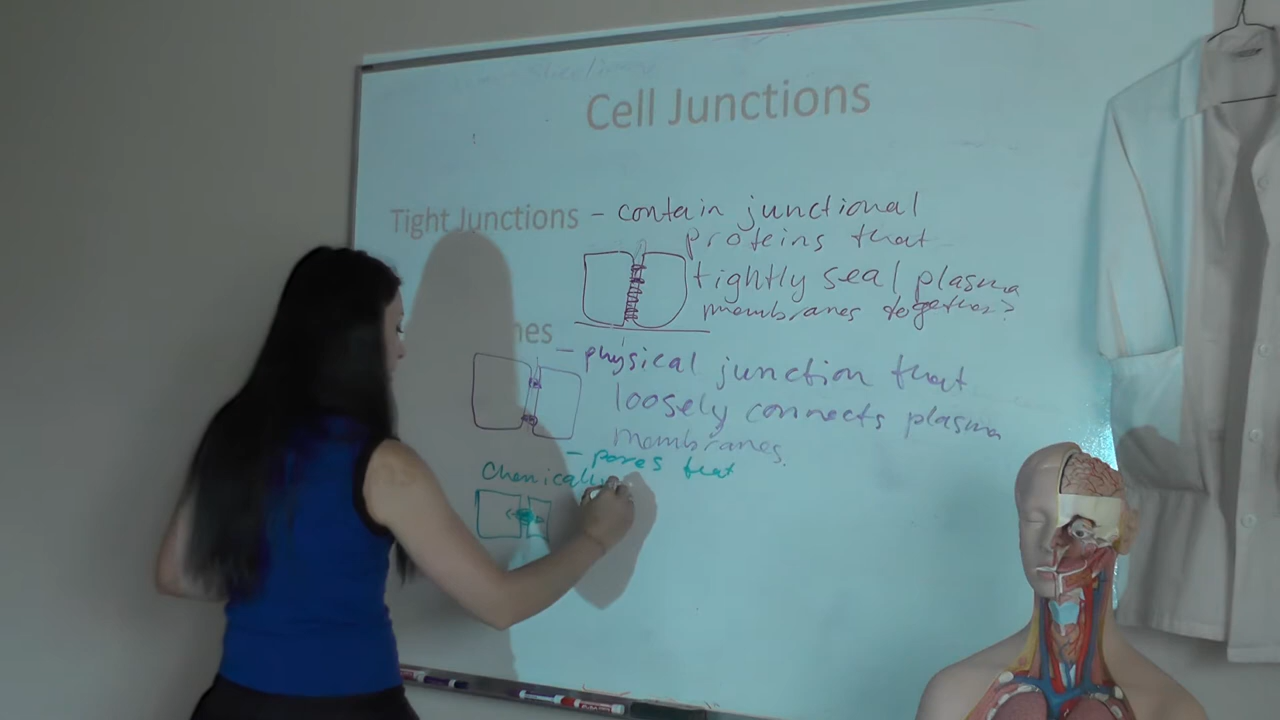 Cell Junctions
Tight Junctions - contain junctional
proteins that
tightly seal plasma
membranes together?
- physical junction that
loosely connects plasma
membranes.
- pores that
Chemically